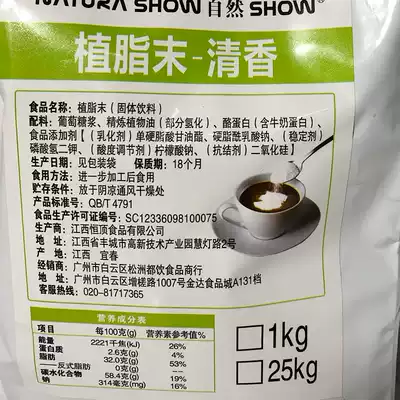 NATURA SHOW 自然 SHOW®
植脂末-清香
食品名称：植脂末（固体饮料）
配料：葡萄糖浆、精炼植物油（部分氢化）、酪蛋白（含牛奶蛋白）、
食品添加剂【（乳化剂）单硬脂酸甘油酯、硬脂酰乳酸钠、（稳定剂）
磷酸氢二钾、（酸度调节剂）柠檬酸钠、（抗结剂）二氧化硅】
生产日期：见包装袋 保质期：18个月
食用方法：进一步加工后食用
贮存条件：放于阴凉通风干燥处
产品标准号：QB/T 4791
食品生产许可证编号：SC12336098100075
生产商：江西恒顶食品有限公司
地 址：江西省丰城市高新技术产业园慧灯路2号
产 地：江西 宜春
经销商：广州市白云区松洲都饮食品商行
地 址：广州市白云区增槎路1007号金达食品城A131档
客服热线：020-81717365
营养成分表
项目 每100克(g) 营养素参考值%
能量 2221千焦(kJ) 26%
蛋白质 2.6克(g) 4%
脂肪 32.0克(g) 53%
--反式脂肪 0克(g) --
碳水化合物 58.4克(g) 19%
钠 314毫克(mg) 16%
1kg
25kg